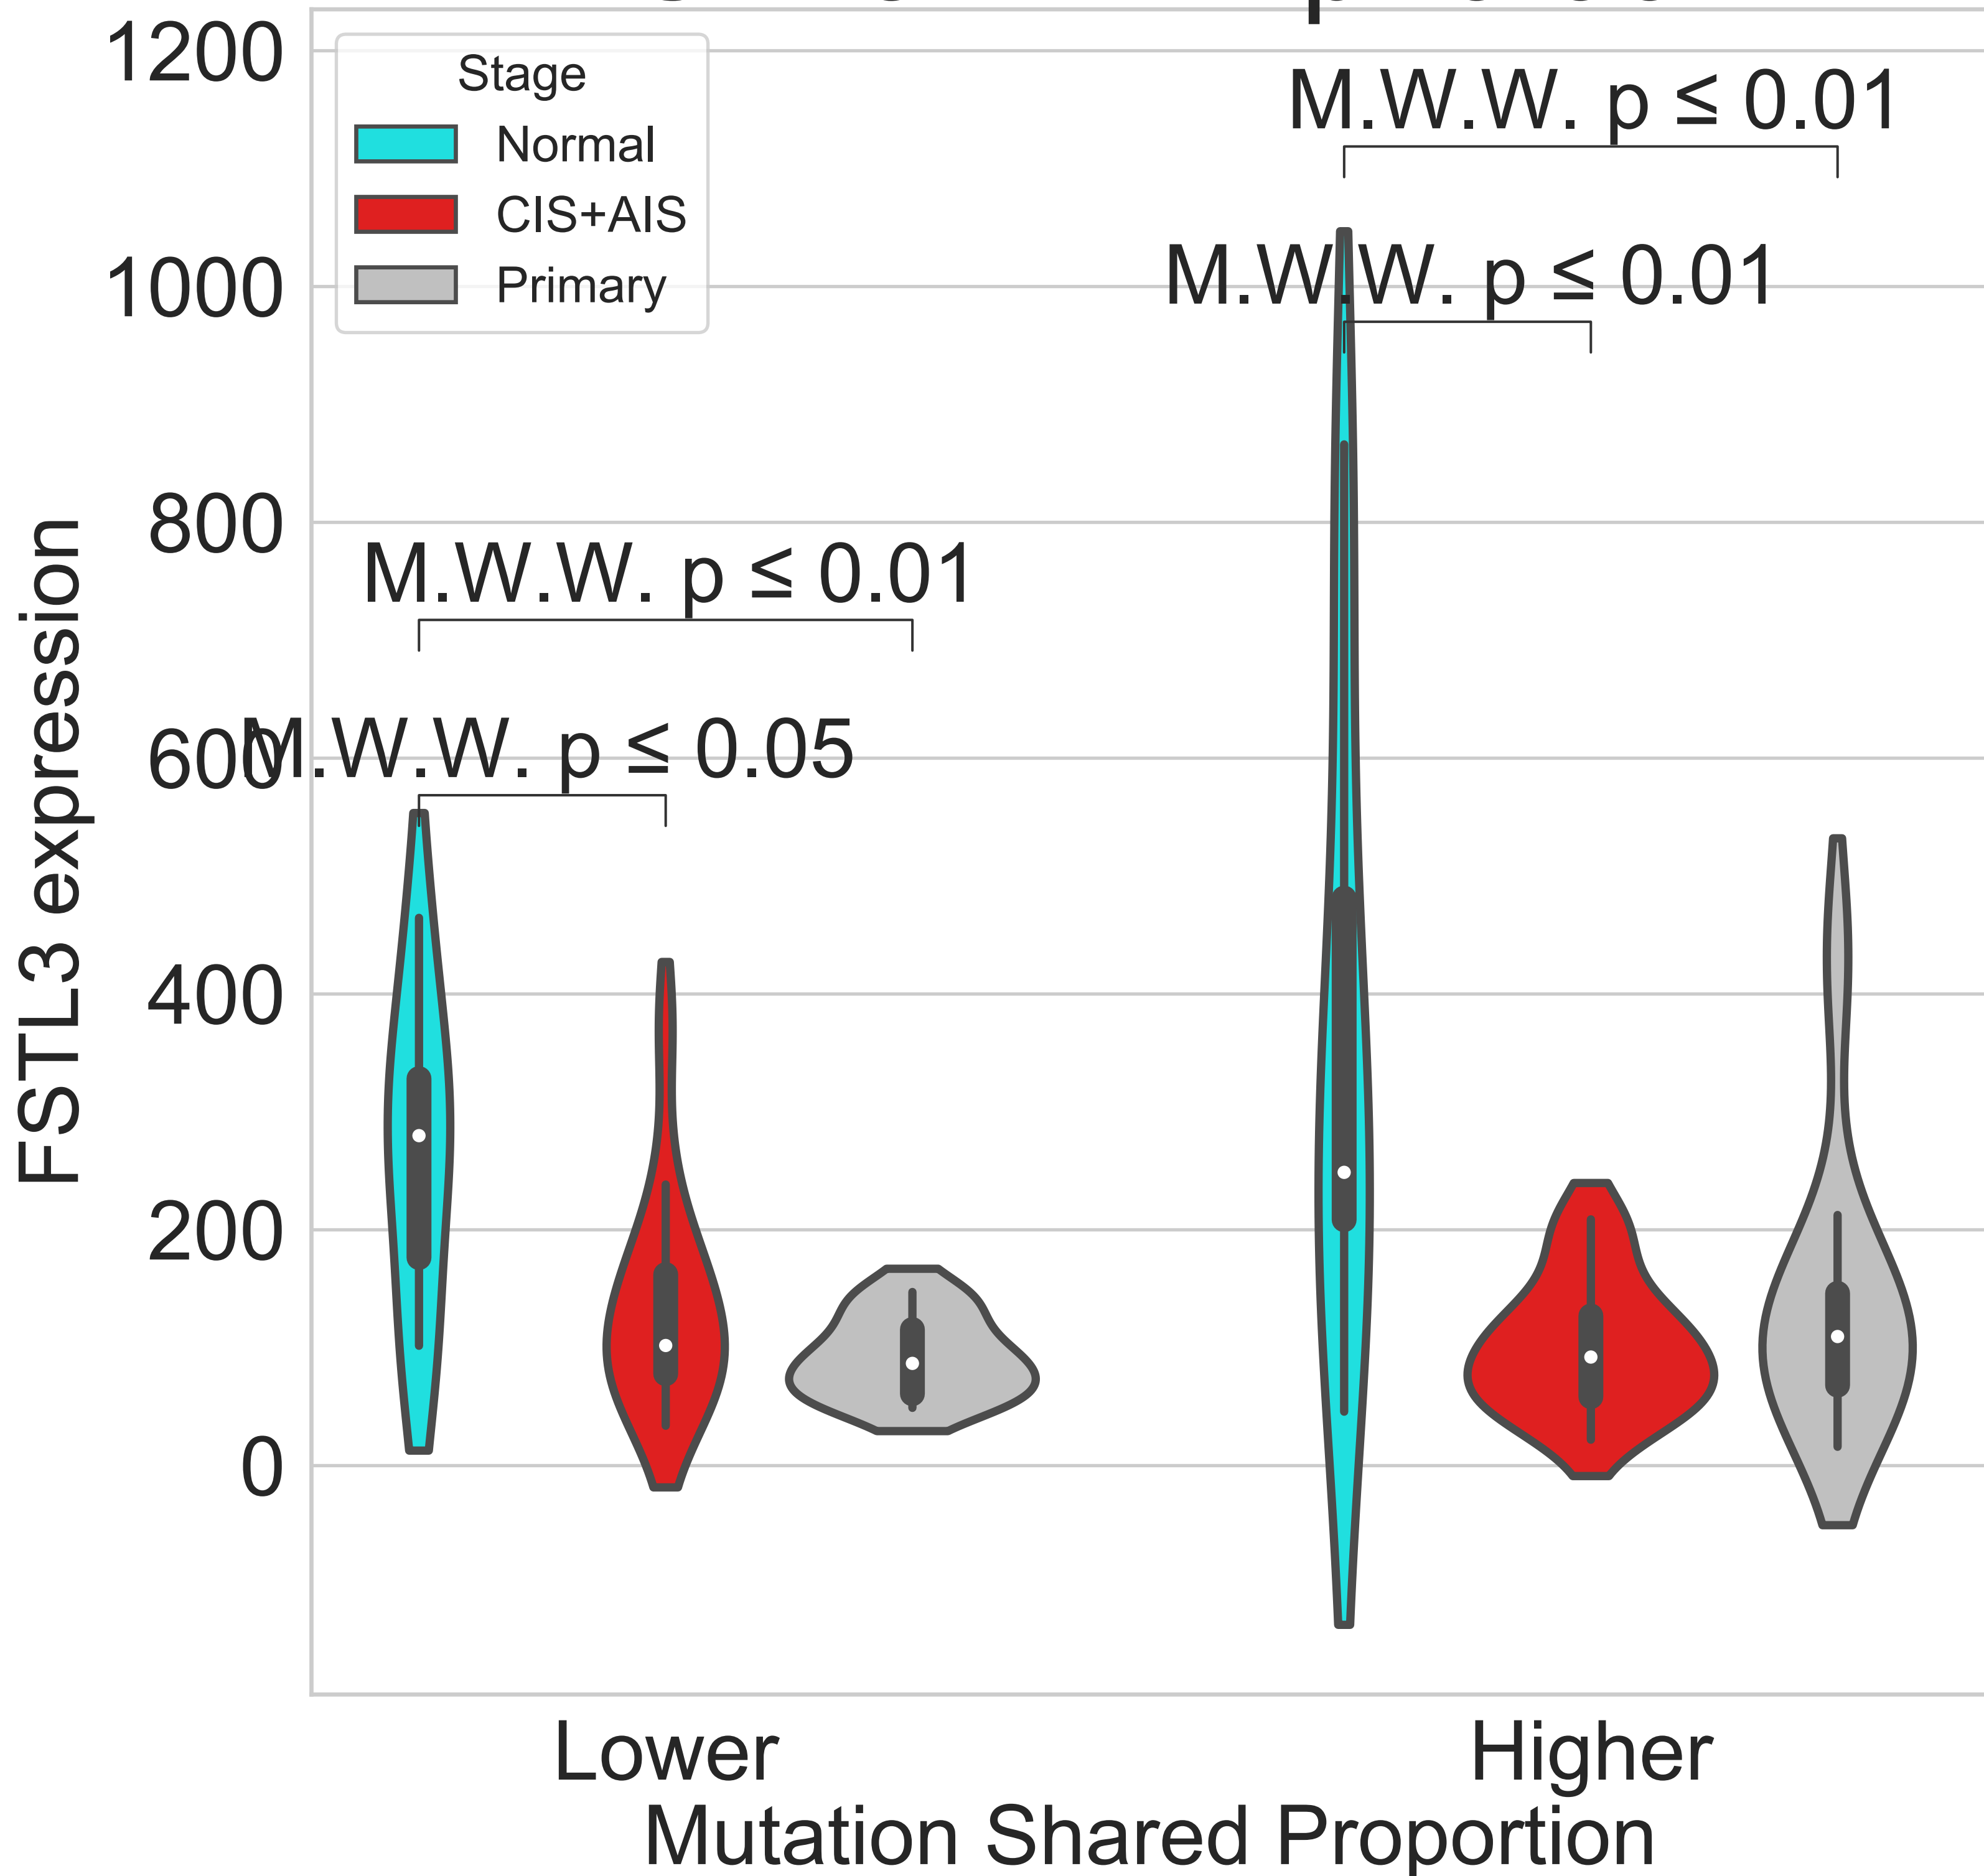 1200
1000
800
600
400
200
0
FSTL3 expression
Stage
Normal
CIS+AIS
Primary
M.W.W. p ≤ 0.01
M.W.W. p ≤ 0.01
M.W.W. p ≤ 0.01
M.W.W. p ≤ 0.05
Lower
Higher
Mutation Shared Proportion